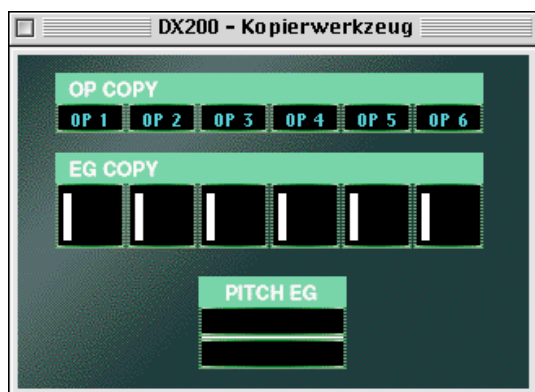 DX200 - Kopierwerkzeug
OP COPY
OP 1 OP 2 OP 3 OP 4 OP 5 OP 6
EG COPY
PITCH EG